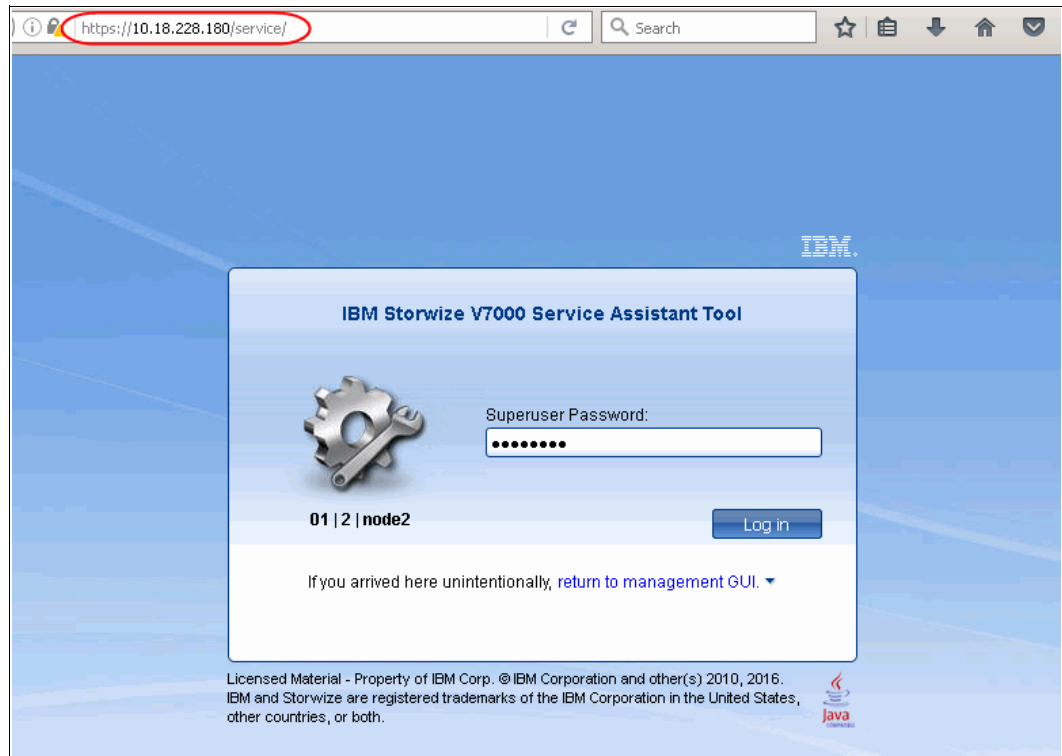 https://10.18.228.180/service/
Search
IBM.
IBM Storwize V7000 Service Assistant Tool
Superuser Password:
••••••••
01 | 2 | node2
Log in
If you arrived here unintentionally, return to management GUI.
Licensed Material - Property of IBM Corp. © IBM Corporation and other(s) 2010, 2016.
IBM and Storwize are registered trademarks of the IBM Corporation in the United States,
other countries, or both.
Java
COMPATIBLE